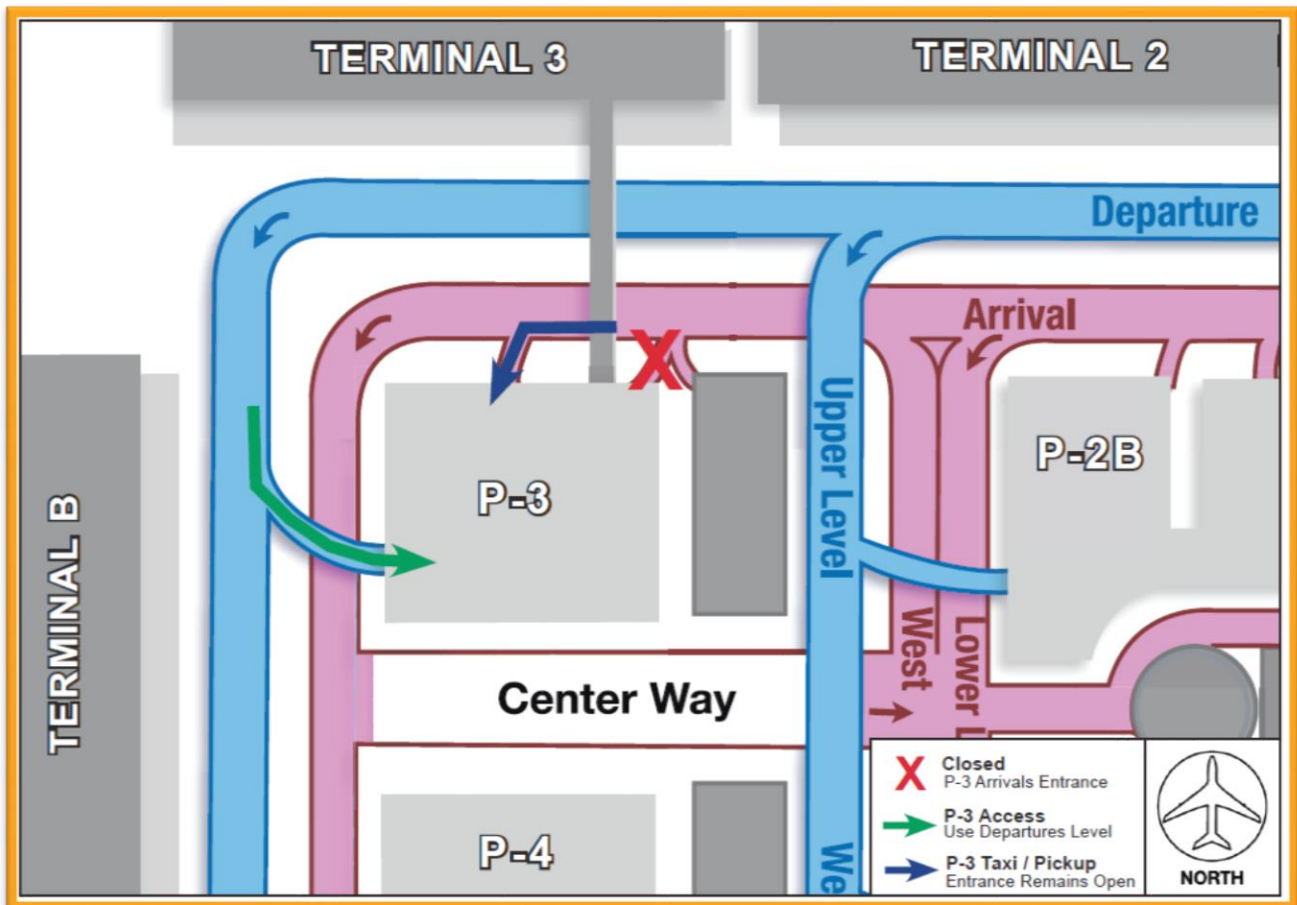 TERMINAL 3
TERMINAL 2
Departure
Arrival
Upper Level
P-2B
P-3
TERMINAL B
West
Lower L
Center Way
P-4
We
X Closed
P-3 Arrivals Entrance
P-3 Access
Use Departures Level
P-3 Taxi / Pickup
Entrance Remains Open
NORTH